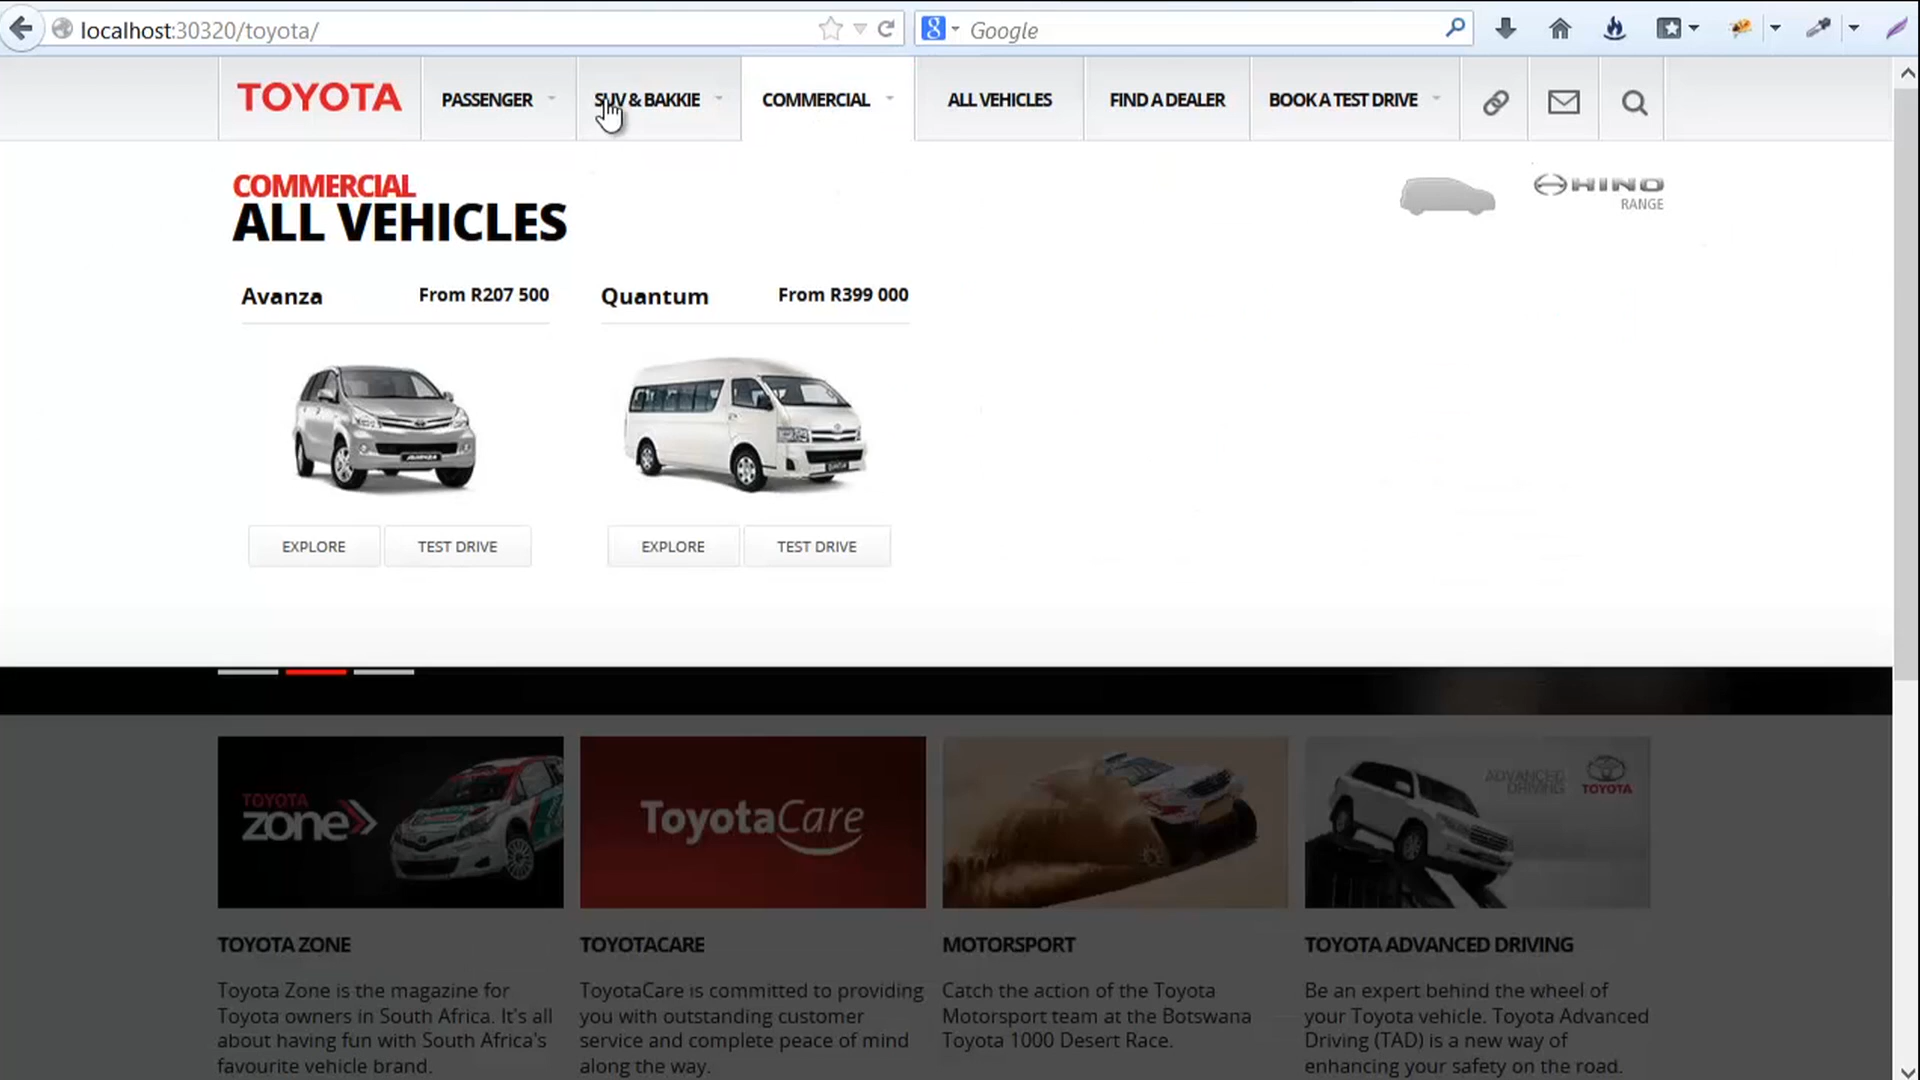 localhost:30320/toyota/
Google
TOYOTA
PASSENGER
SUV & BAKKIE
COMMERCIAL
ALL VEHICLES
FIND A DEALER
BOOK A TEST DRIVE
COMMERCIAL
ALL VEHICLES
HINO
RANGE
Avanza From R207 500
Quantum From R399 000
AVANZA
QUANTUM
EXPLORE TEST DRIVE
EXPLORE TEST DRIVE
TOYOTA
zone
ToyotaCare
ADVANCED
DRIVING
TOYOTA
TOYOTA ZONE
Toyota Zone is the magazine for
Toyota owners in South Africa. It's all
about having fun with South Africa's
favourite vehicle brand.
TOYOTACARE
ToyotaCare is committed to providing
you with outstanding customer
service and complete peace of mind
along the way.
MOTORSPORT
Catch the action of the Toyota
Motorsport team at the Botswana
Toyota 1000 Desert Race.
TOYOTA ADVANCED DRIVING
Be an expert behind the wheel of
your Toyota vehicle. Toyota Advanced
Driving (TAD) is a new way of
enhancing your safety on the road.